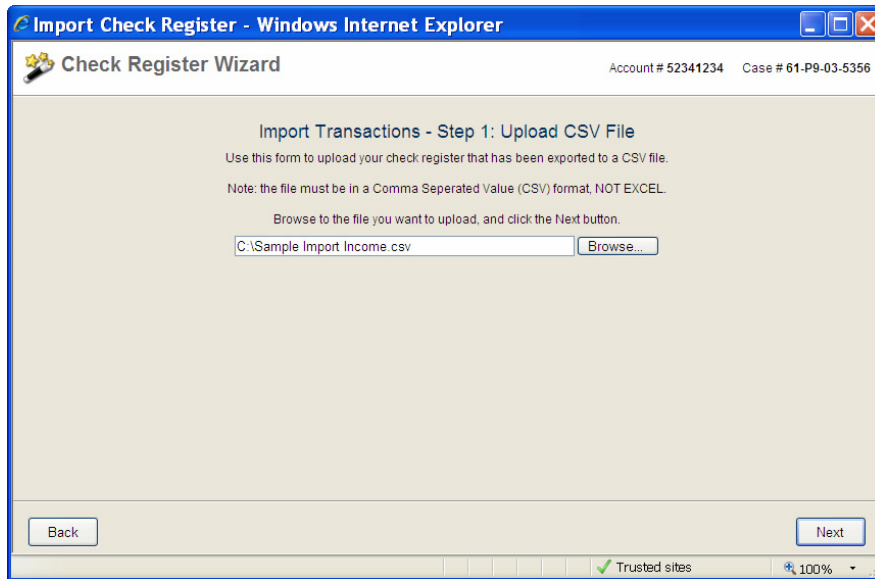 Import Check Register - Windows Internet Explorer
Check Register Wizard
Account # 52341234 Case # 61-P9-03-5356
Import Transactions - Step 1: Upload CSV File
Use this form to upload your check register that has been exported to a CSV file.
Note: the file must be in a Comma Seperated Value (CSV) format, NOT EXCEL.
Browse to the file you want to upload, and click the Next button.
C:\Sample Import Income.csv Browse...
Back Next
Trusted sites 100%